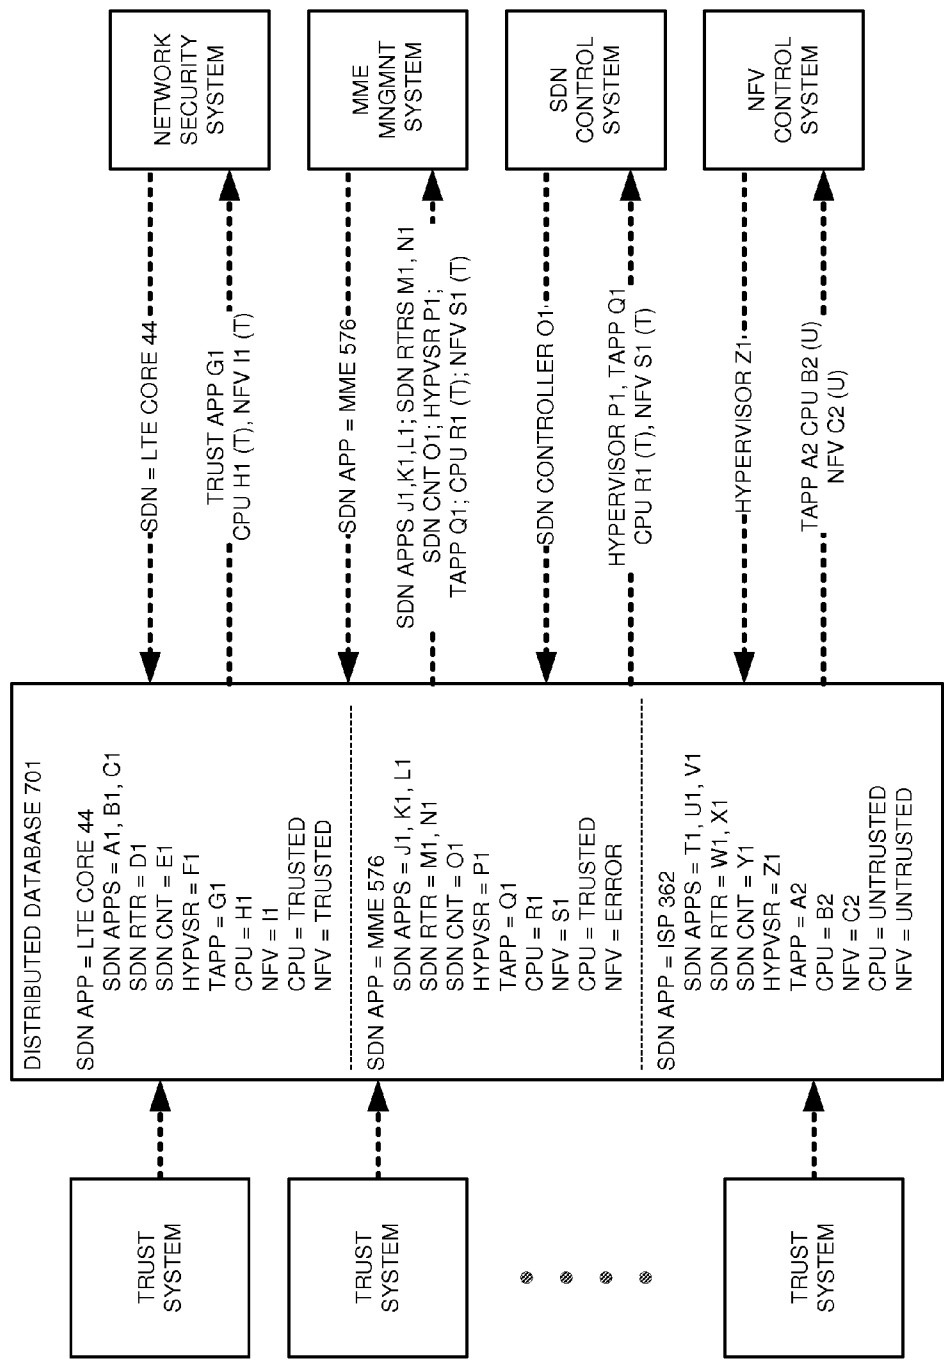 NETWORK
SECURITY
SYSTEM
MME
MNGMNT
SYSTEM
SDN
CONTROL
SYSTEM
NFV
CONTROL
SYSTEM
SDN = LTE CORE 44
TRUST APP G1
CPU H1 (T), NFV I1 (T)
SDN APP = MME 576
SDN APPS J1,K1,L1; SDN RTRS M1, N1
SDN CNT O1; HYPVSR P1;
TAPP Q1; CPU R1 (T); NFV S1 (T)
SDN CONTROLLER O1
HYPERVISOR P1, TAPP Q1
CPU R1 (T), NFV S1 (T)
HYPERVISOR Z1
TAPP A2 CPU B2 (U)
NFV C2 (U)
DISTRIBUTED DATABASE 701
SDN APP = LTE CORE 44
SDN APPS = A1, B1, C1
SDN RTR = D1
SDN CNT = E1
HYPVSR = F1
TAPP = G1
CPU = H1
NFV = I1
CPU = TRUSTED
NFV = TRUSTED
SDN APP = MME 576
SDN APPS = J1, K1, L1
SDN RTR = M1, N1
SDN CNT = O1
HYPVSR = P1
TAPP = Q1
CPU = R1
NFV = S1
CPU = TRUSTED
NFV = ERROR
SDN APP = ISP 362
SDN APPS = T1, U1, V1
SDN RTR = W1, X1
SDN CNT = Y1
HYPVSR = Z1
TAPP = A2
CPU = B2
NFV = C2
CPU = UNTRUSTED
NFV = UNTRUSTED
TRUST
SYSTEM
TRUST
SYSTEM
TRUST
SYSTEM